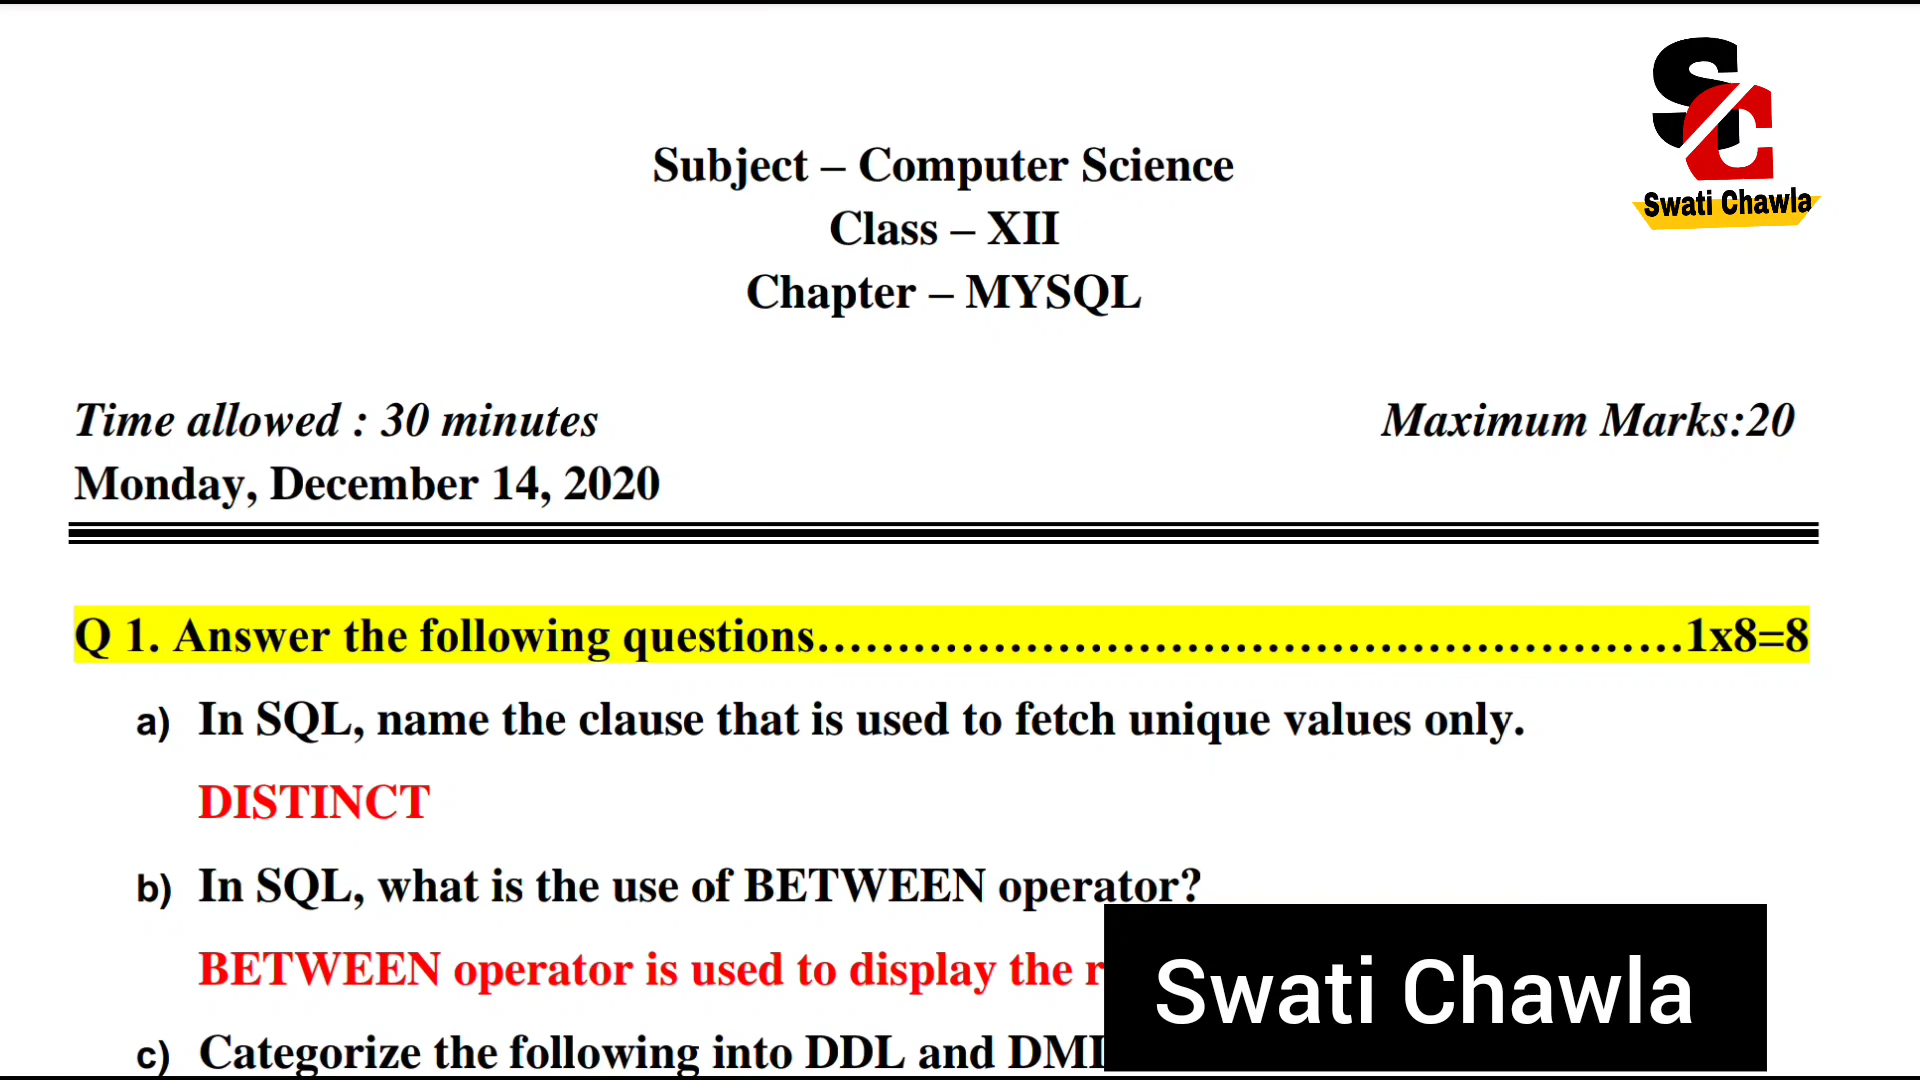 SC
Swati Chawla
Subject – Computer Science
Class – XII
Chapter – MYSQL
Time allowed : 30 minutes
Maximum Marks:20
Monday, December 14, 2020
Q 1. Answer the following questions……………………………………………….1x8=8
a) In SQL, name the clause that is used to fetch unique values only.
DISTINCT
b) In SQL, what is the use of BETWEEN operator?
BETWEEN operator is used to display the
c) Categorize the following into DDL and
Swati Chawla